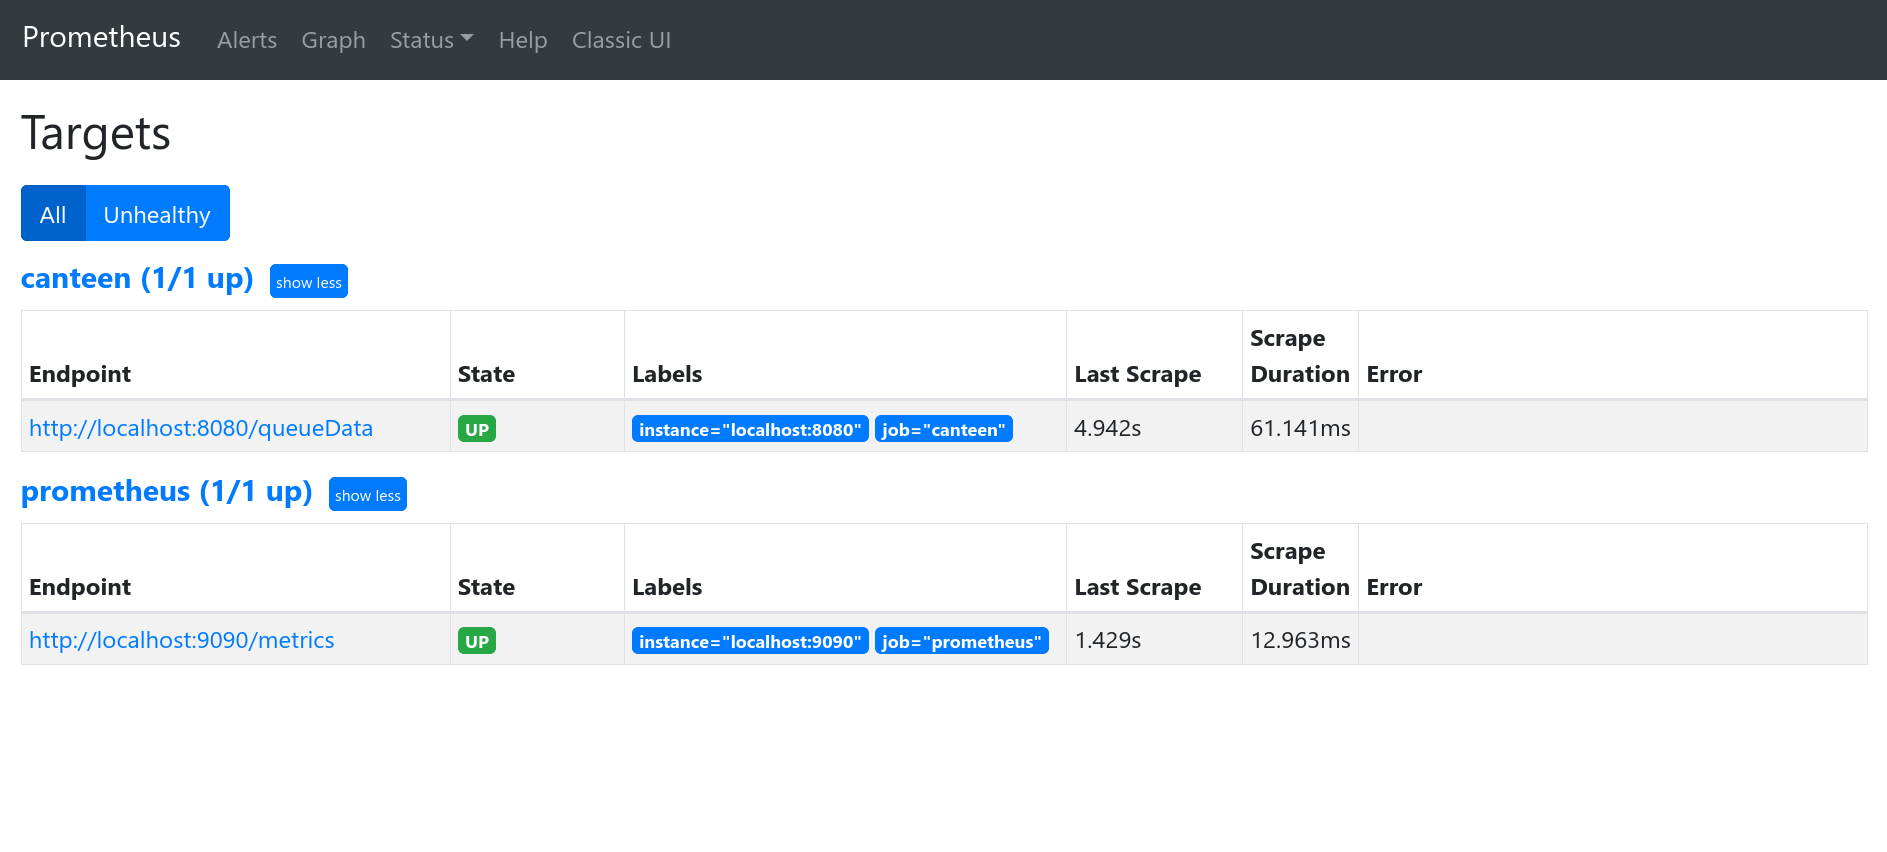 Prometheus Alerts Graph Status Help Classic UI
Targets
All Unhealthy
canteen (1/1 up) show less
Endpoint State Labels Last Scrape Scrape Duration Error
http://localhost:8080/queueData UP instance="localhost:8080" job="canteen" 4.942s 61.141ms
prometheus (1/1 up) show less
Endpoint State Labels Last Scrape Scrape Duration Error
http://localhost:9090/metrics UP instance="localhost:9090" job="prometheus" 1.429s 12.963ms